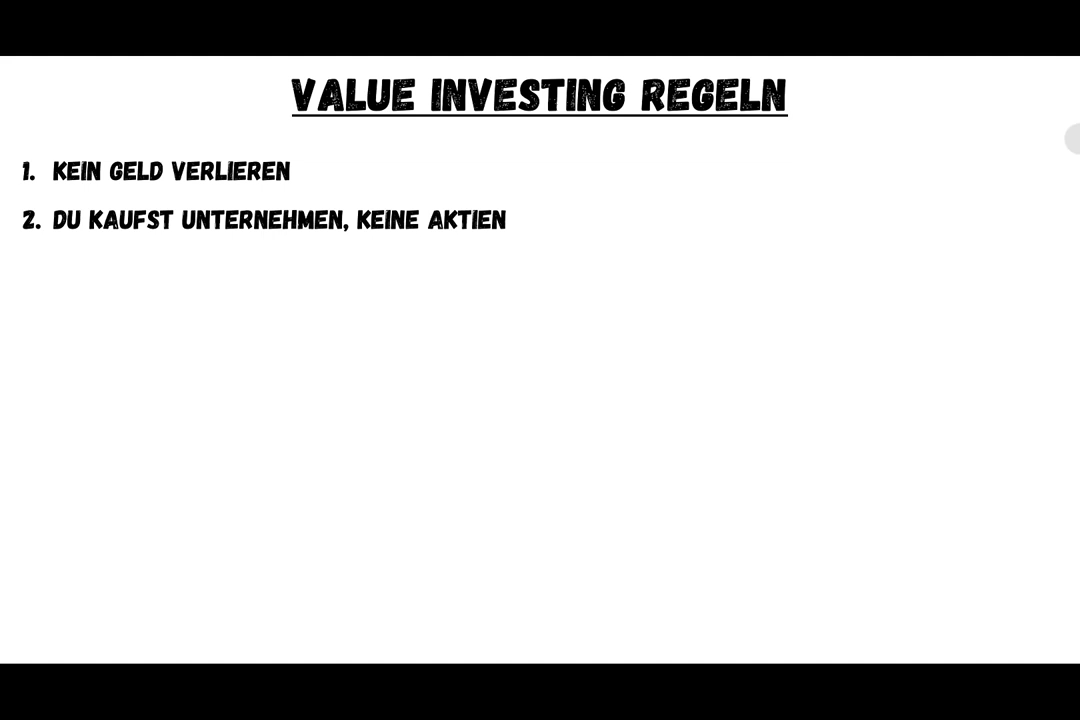 VALUE INVESTING REGELN
1. KEIN GELD VERLIEREN
2. DU KAUFST UNTERNEHMEN, KEINE AKTIEN